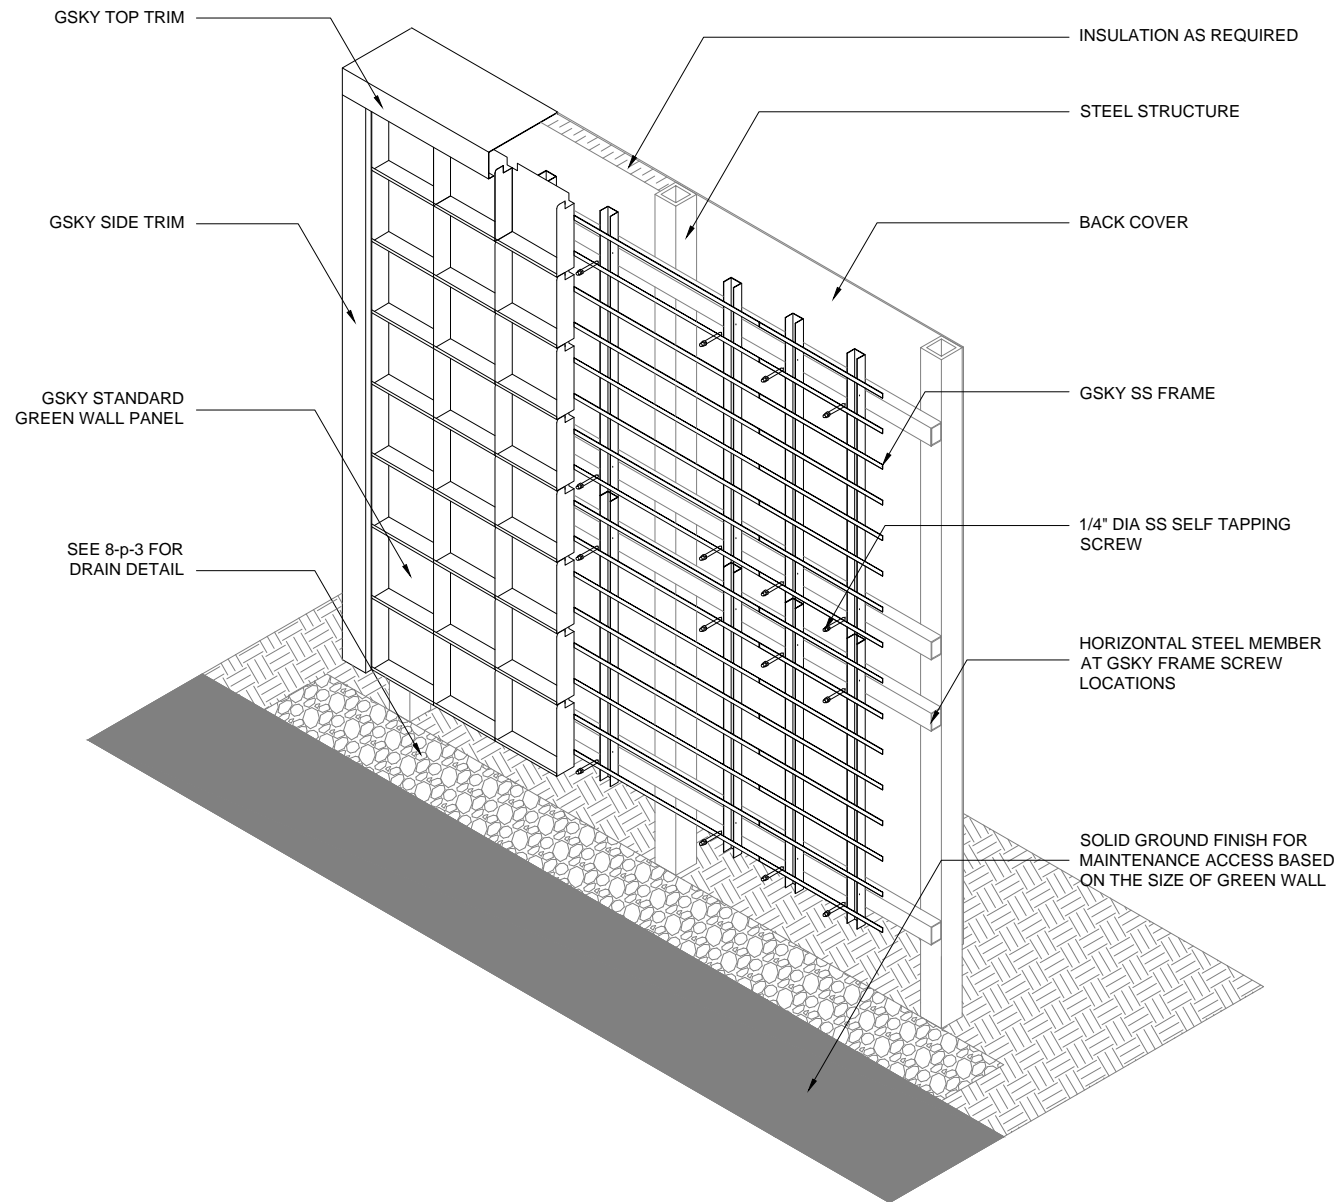 GSKY TOP TRIM
GSKY SIDE TRIM
GSKY STANDARD
GREEN WALL PANEL
SEE 8-p-3 FOR
DRAIN DETAIL
INSULATION AS REQUIRED
STEEL STRUCTURE
BACK COVER
GSKY SS FRAME
1/4" DIA SS SELF TAPPING
SCREW
HORIZONTAL STEEL MEMBER
AT GSKY FRAME SCREW
LOCATIONS
SOLID GROUND FINISH FOR
MAINTENANCE ACCESS BASED
ON THE SIZE OF GREEN WALL